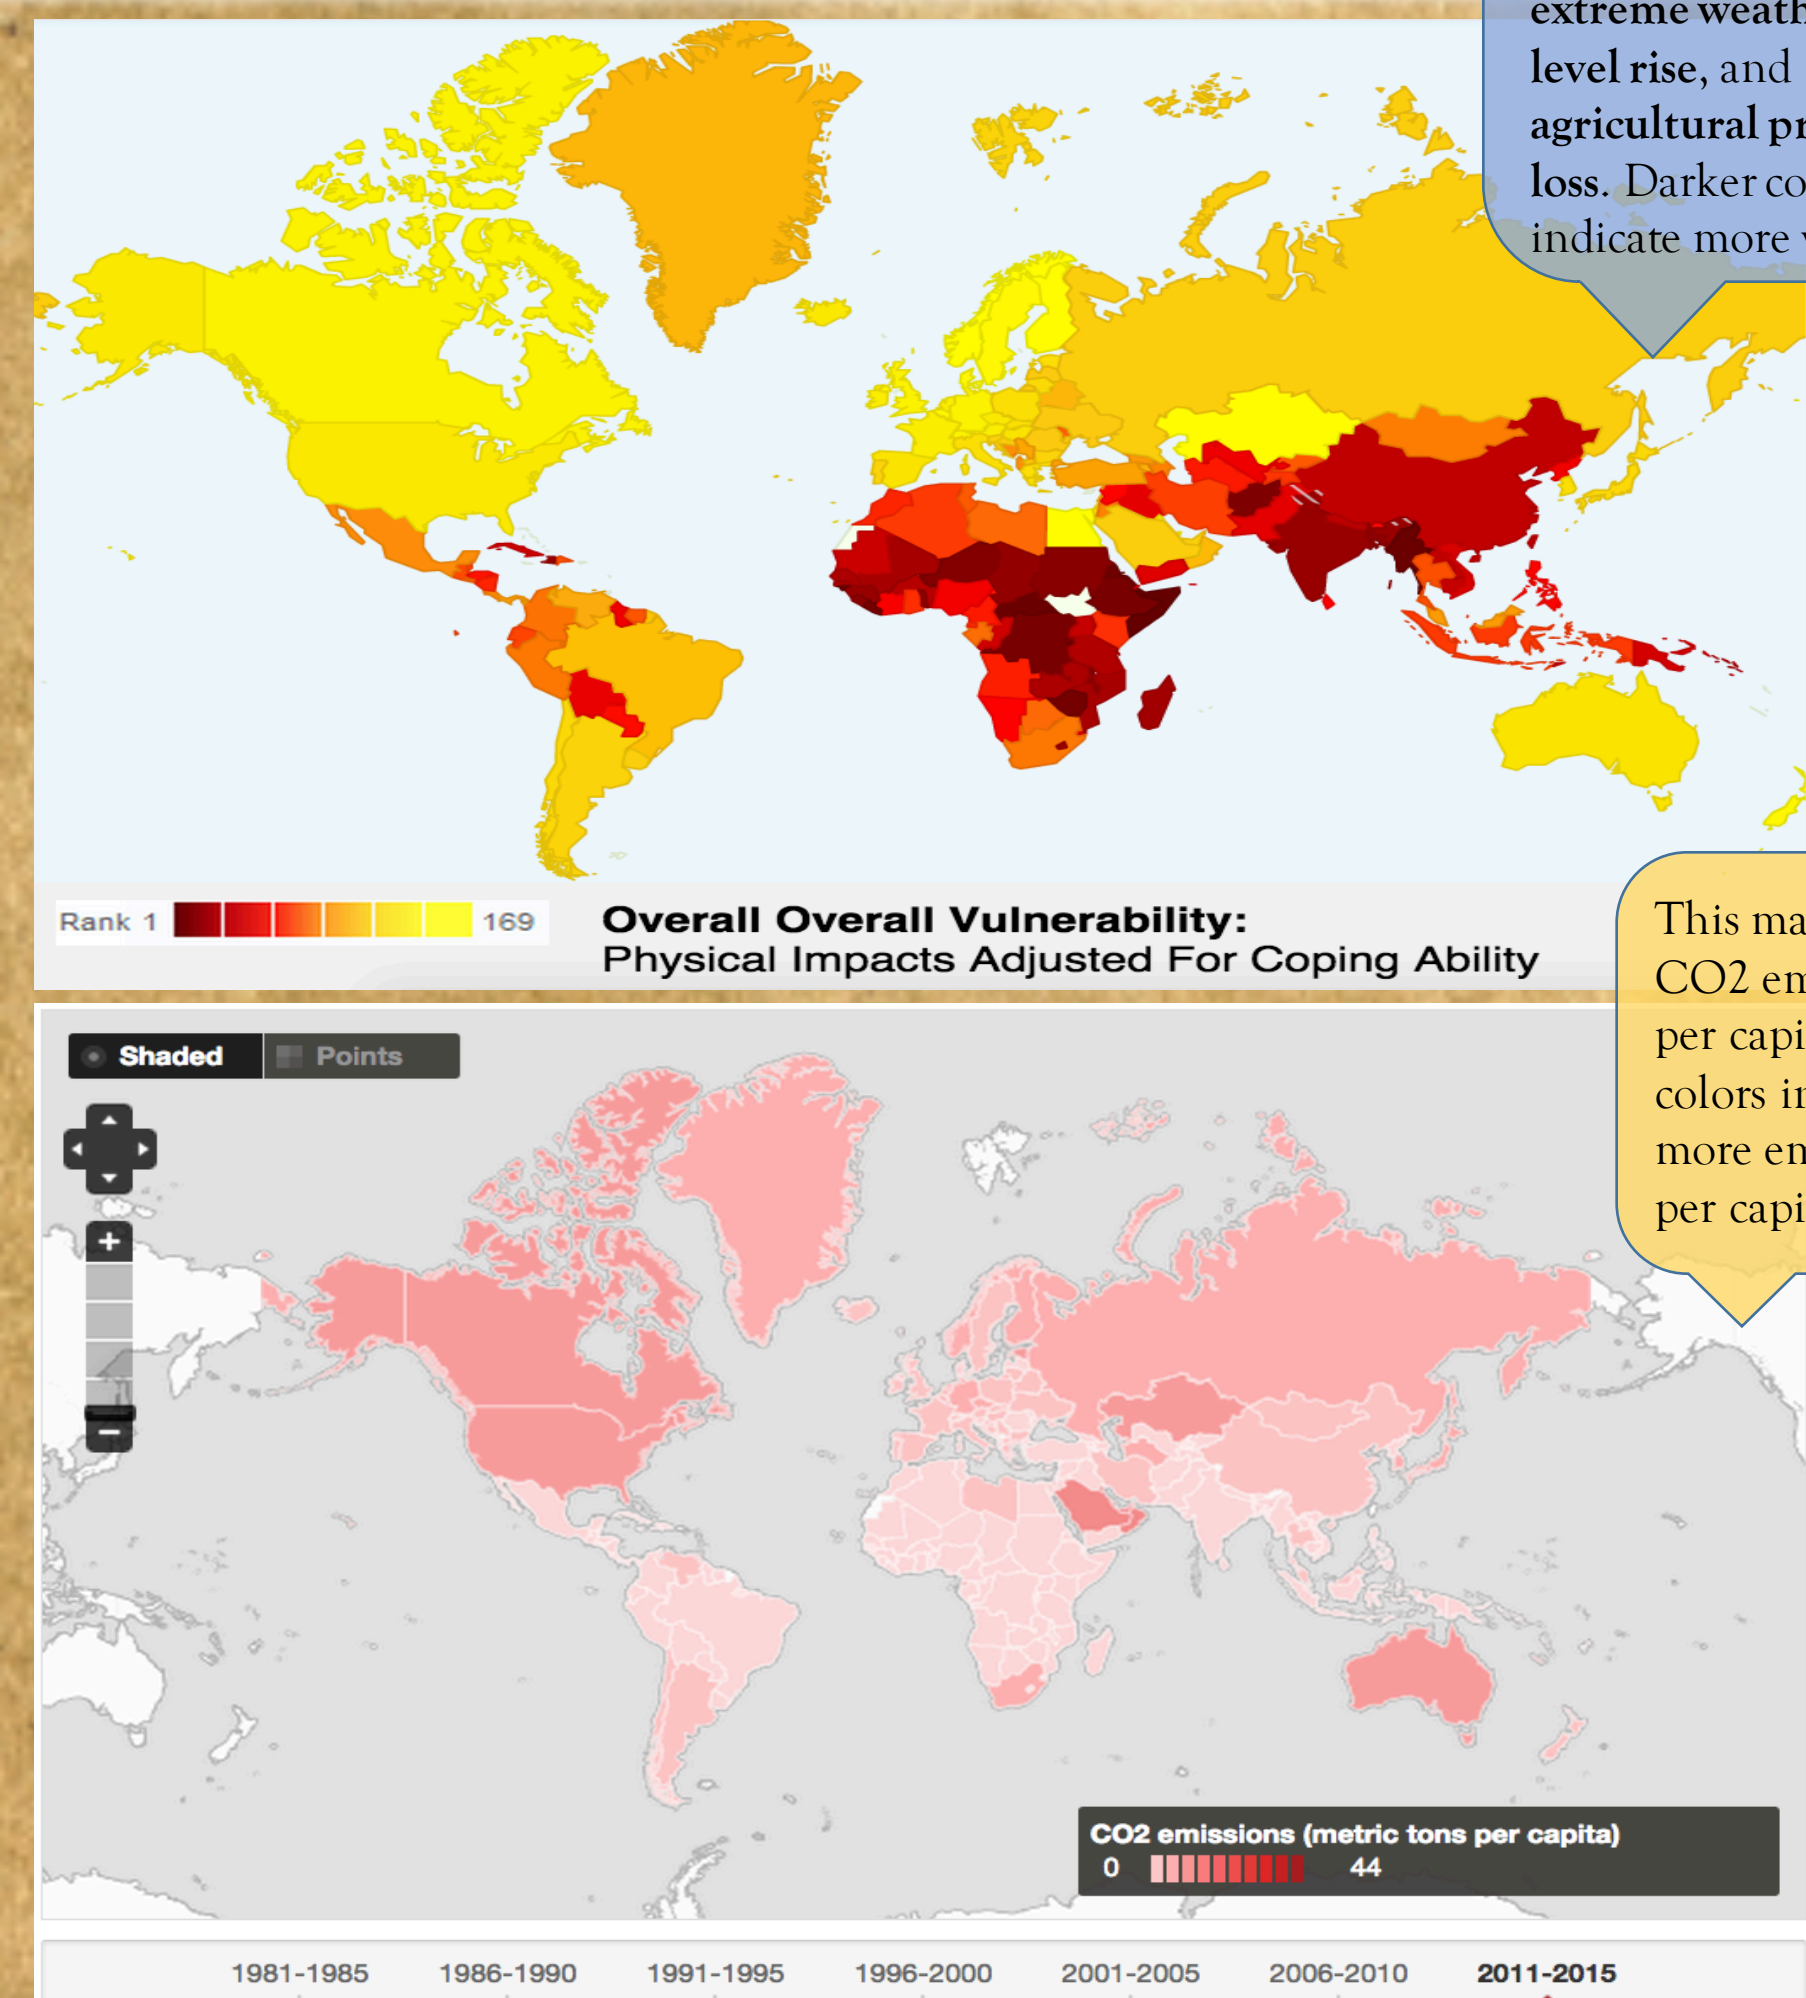 extreme weath
level rise, and
agricultural pr
loss. Darker co
indicate more v
Rank 1 169
Overall Overall Vulnerability:
Physical Impacts Adjusted For Coping Ability
This ma
CO2 em
per capi
colors in
more em
per capi
Shaded Points
+
−
CO2 emissions (metric tons per capita)
0 44
1981-1985 1986-1990 1991-1995 1996-2000 2001-2005 2006-2010 2011-2015